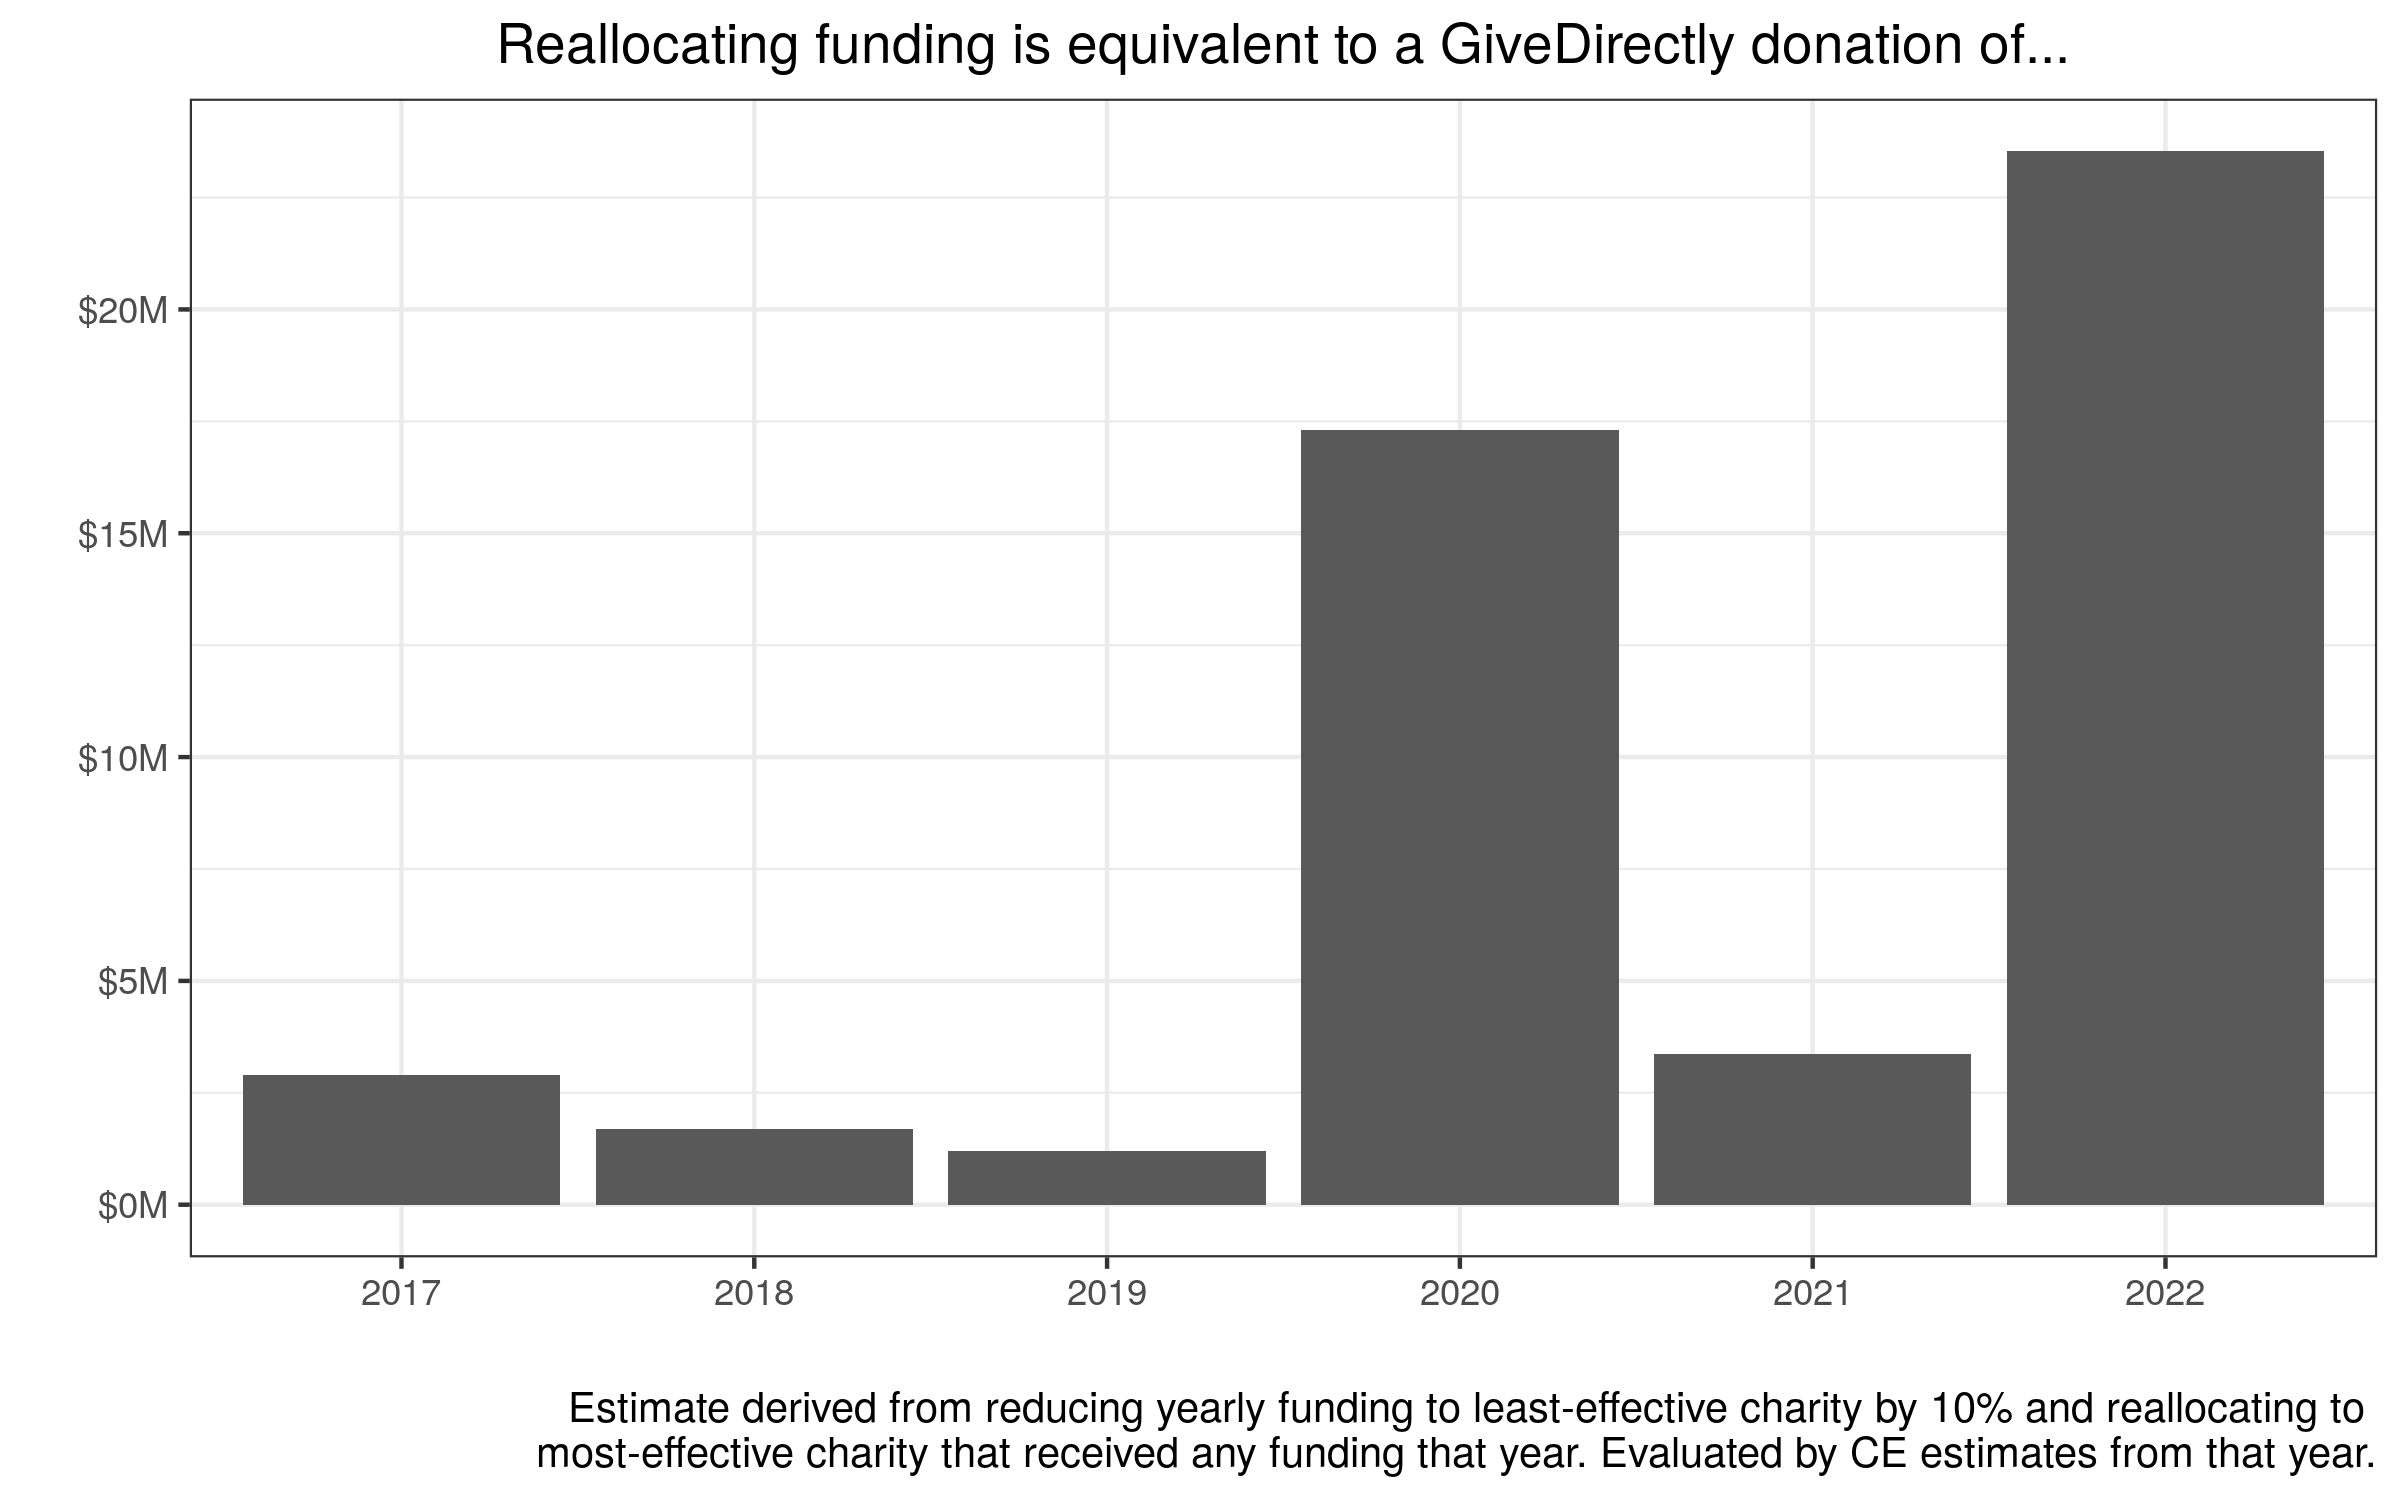 Reallocating funding is equivalent to a GiveDirectly donation of...
$20M
$15M
$10M
$5M
$0M
2017 2018 2019 2020 2021 2022
Estimate derived from reducing yearly funding to least-effective charity by 10% and reallocating to
most-effective charity that received any funding that year. Evaluated by CE estimates from that year.